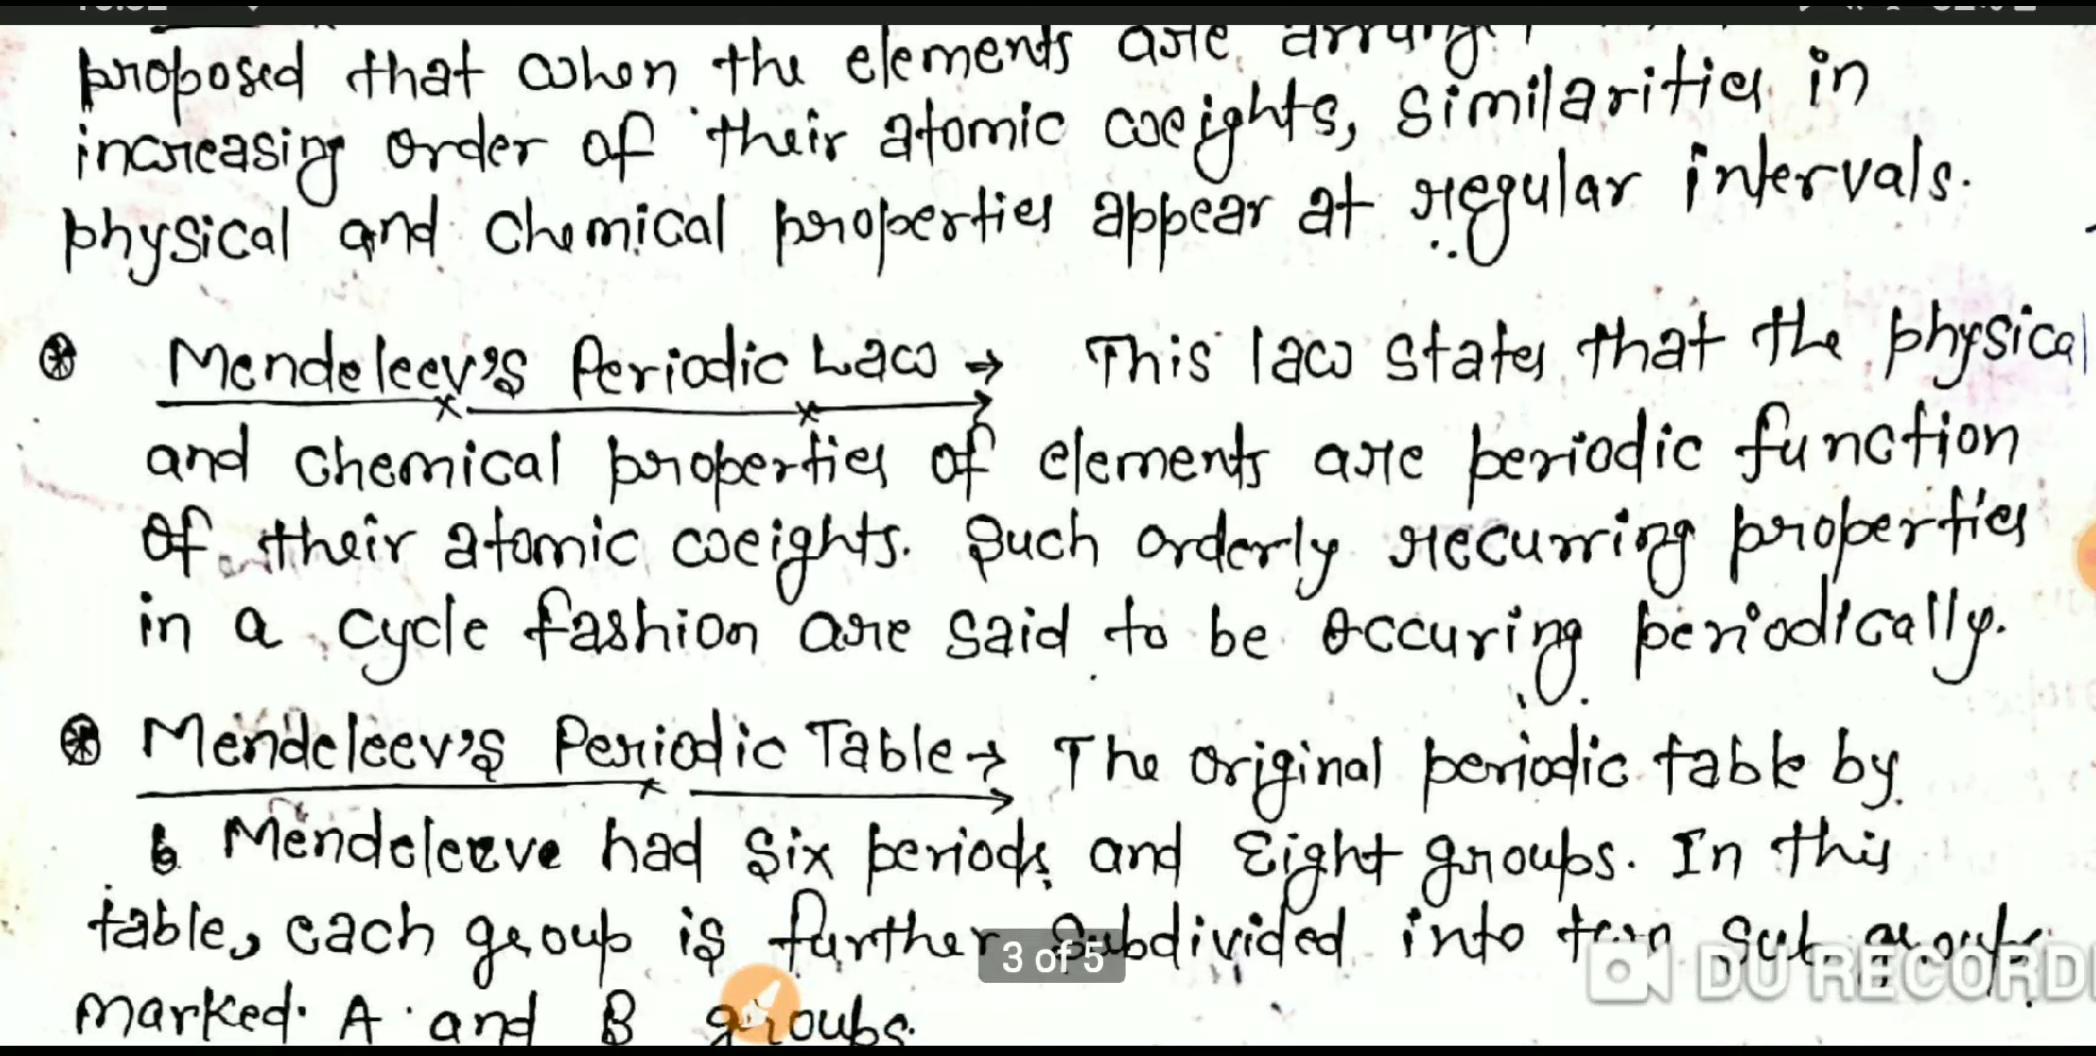 proposed that when the elements are
increasing order of their atomic weights, similarities in
physical and chemical properties appear at regular intervals.
Mendeleev's Periodic Law → This law states that the physical
and chemical properties of elements are periodic function
of their atomic weights. Such orderly recurring properties
in a cycle fashion are said to be occuring periodically.
Mendeleev's Periodic Table → The original periodic table by
Mendeleeve had six periods and Eight groups. In this
table, each group is further subdivided into two sub groups
marked A and B groups.
3 of 5
DU RECORD